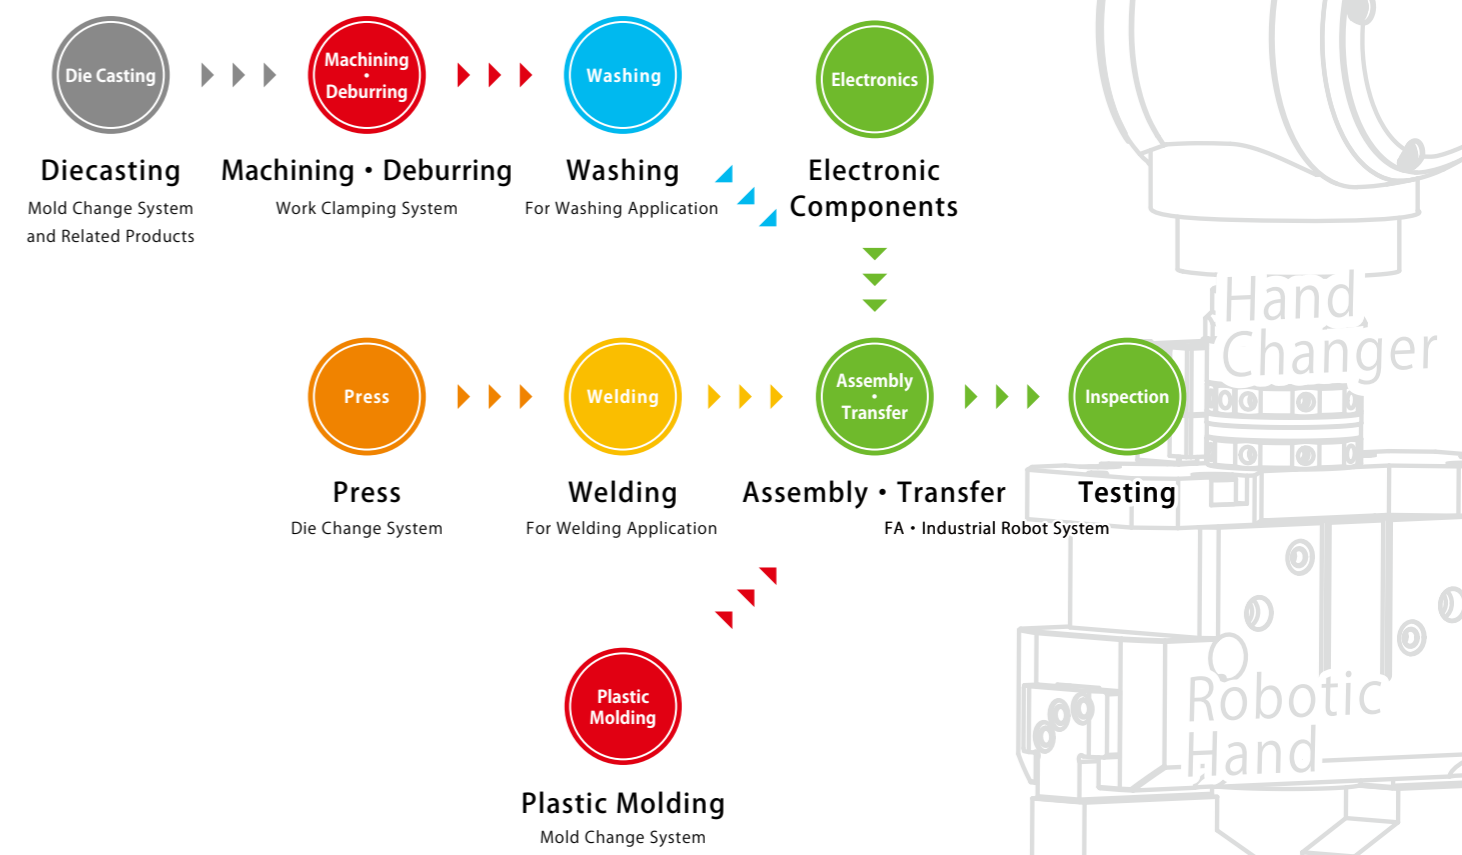 Die Casting
Machining
・
Deburring
Washing
Electronics
Diecasting
Mold Change System
and Related Products
Machining・Deburring
Work Clamping System
Washing
For Washing Application
Electronic
Components
Hand
Changer
Press
Welding
Assembly
・
Transfer
Inspection
Press
Die Change System
Welding
For Welding Application
Assembly・Transfer
Testing
FA・Industrial Robot System
Robotic
Hand
Plastic
Molding
Plastic Molding
Mold Change System